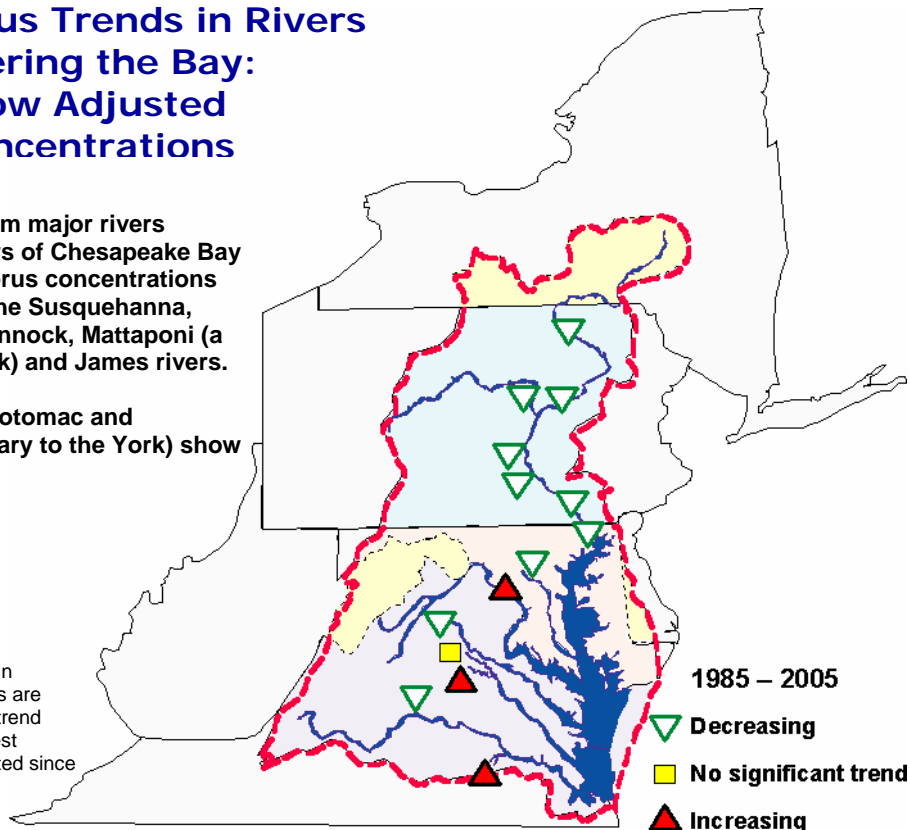 us Trends in Rivers
ering the Bay:
ow Adjusted
ncentrations
m major rivers
s of Chesapeake Bay
rus concentrations
ne Susquehanna,
nnock, Mattaponi (a
k) and James rivers.
otomac and
ary to the York) show
n
s are
trend
est
ted since
1985 – 2005
Decreasing
No significant trend
Increasing